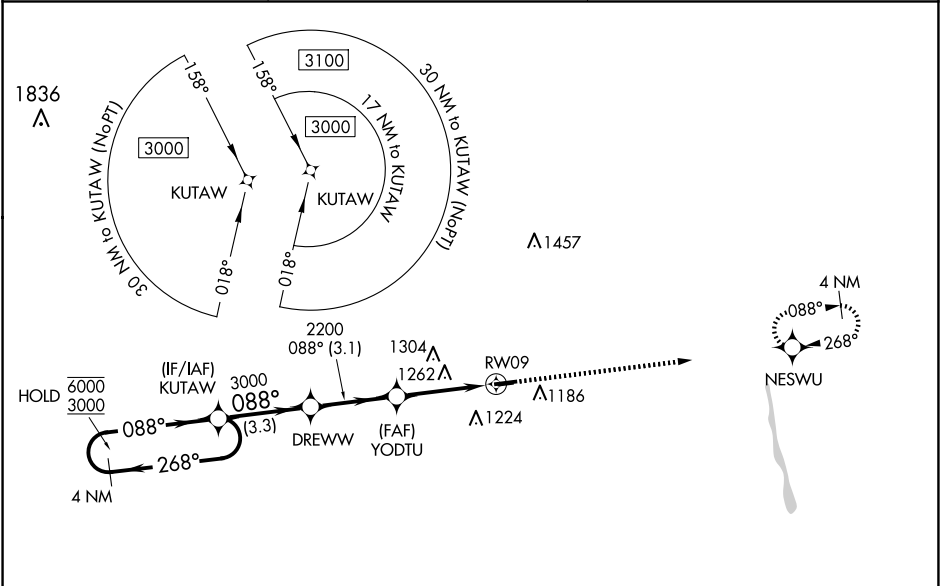 1836
158°
3000
KUTAW
018°
30 NM to KUTAW (NoPT)
158°
3100
3000
KUTAW
018°
17 NM to KUTAW
30 NM to KUTAW (NoPT)
1457
4 NM
088°
268°
NESWU
2200
088° (3.1)
1304
1262
RW09
1186
1224
(IF/IAF)
KUTAW
3000
088°
(3.3)
HOLD
6000
3000
088°
268°
4 NM
DREWW
(FAF)
YODTU